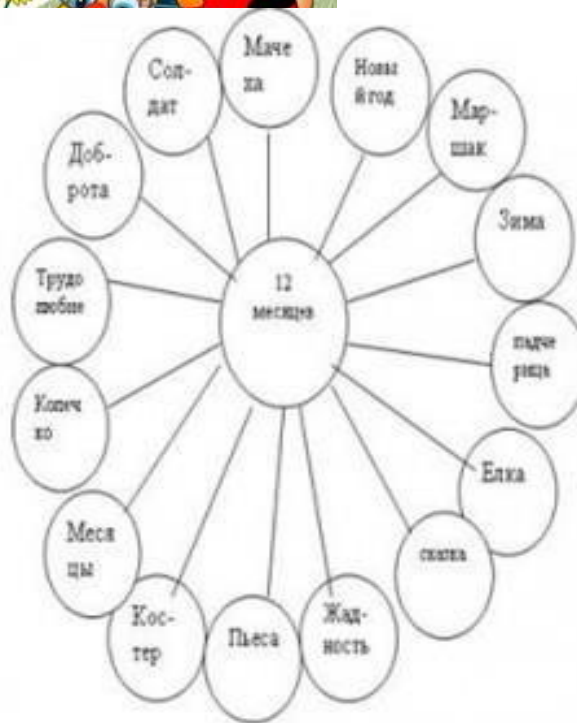 12
месяцев
Маче
ха
Новы
й год
Мар-
шак
Зима
падче
рица
Елка
сказка
Жад-
ность
Пьеса
Кос-
тер
Меся
цы
Колеч
ко
Трудо
любие
Доб-
рота
Сол-
дат